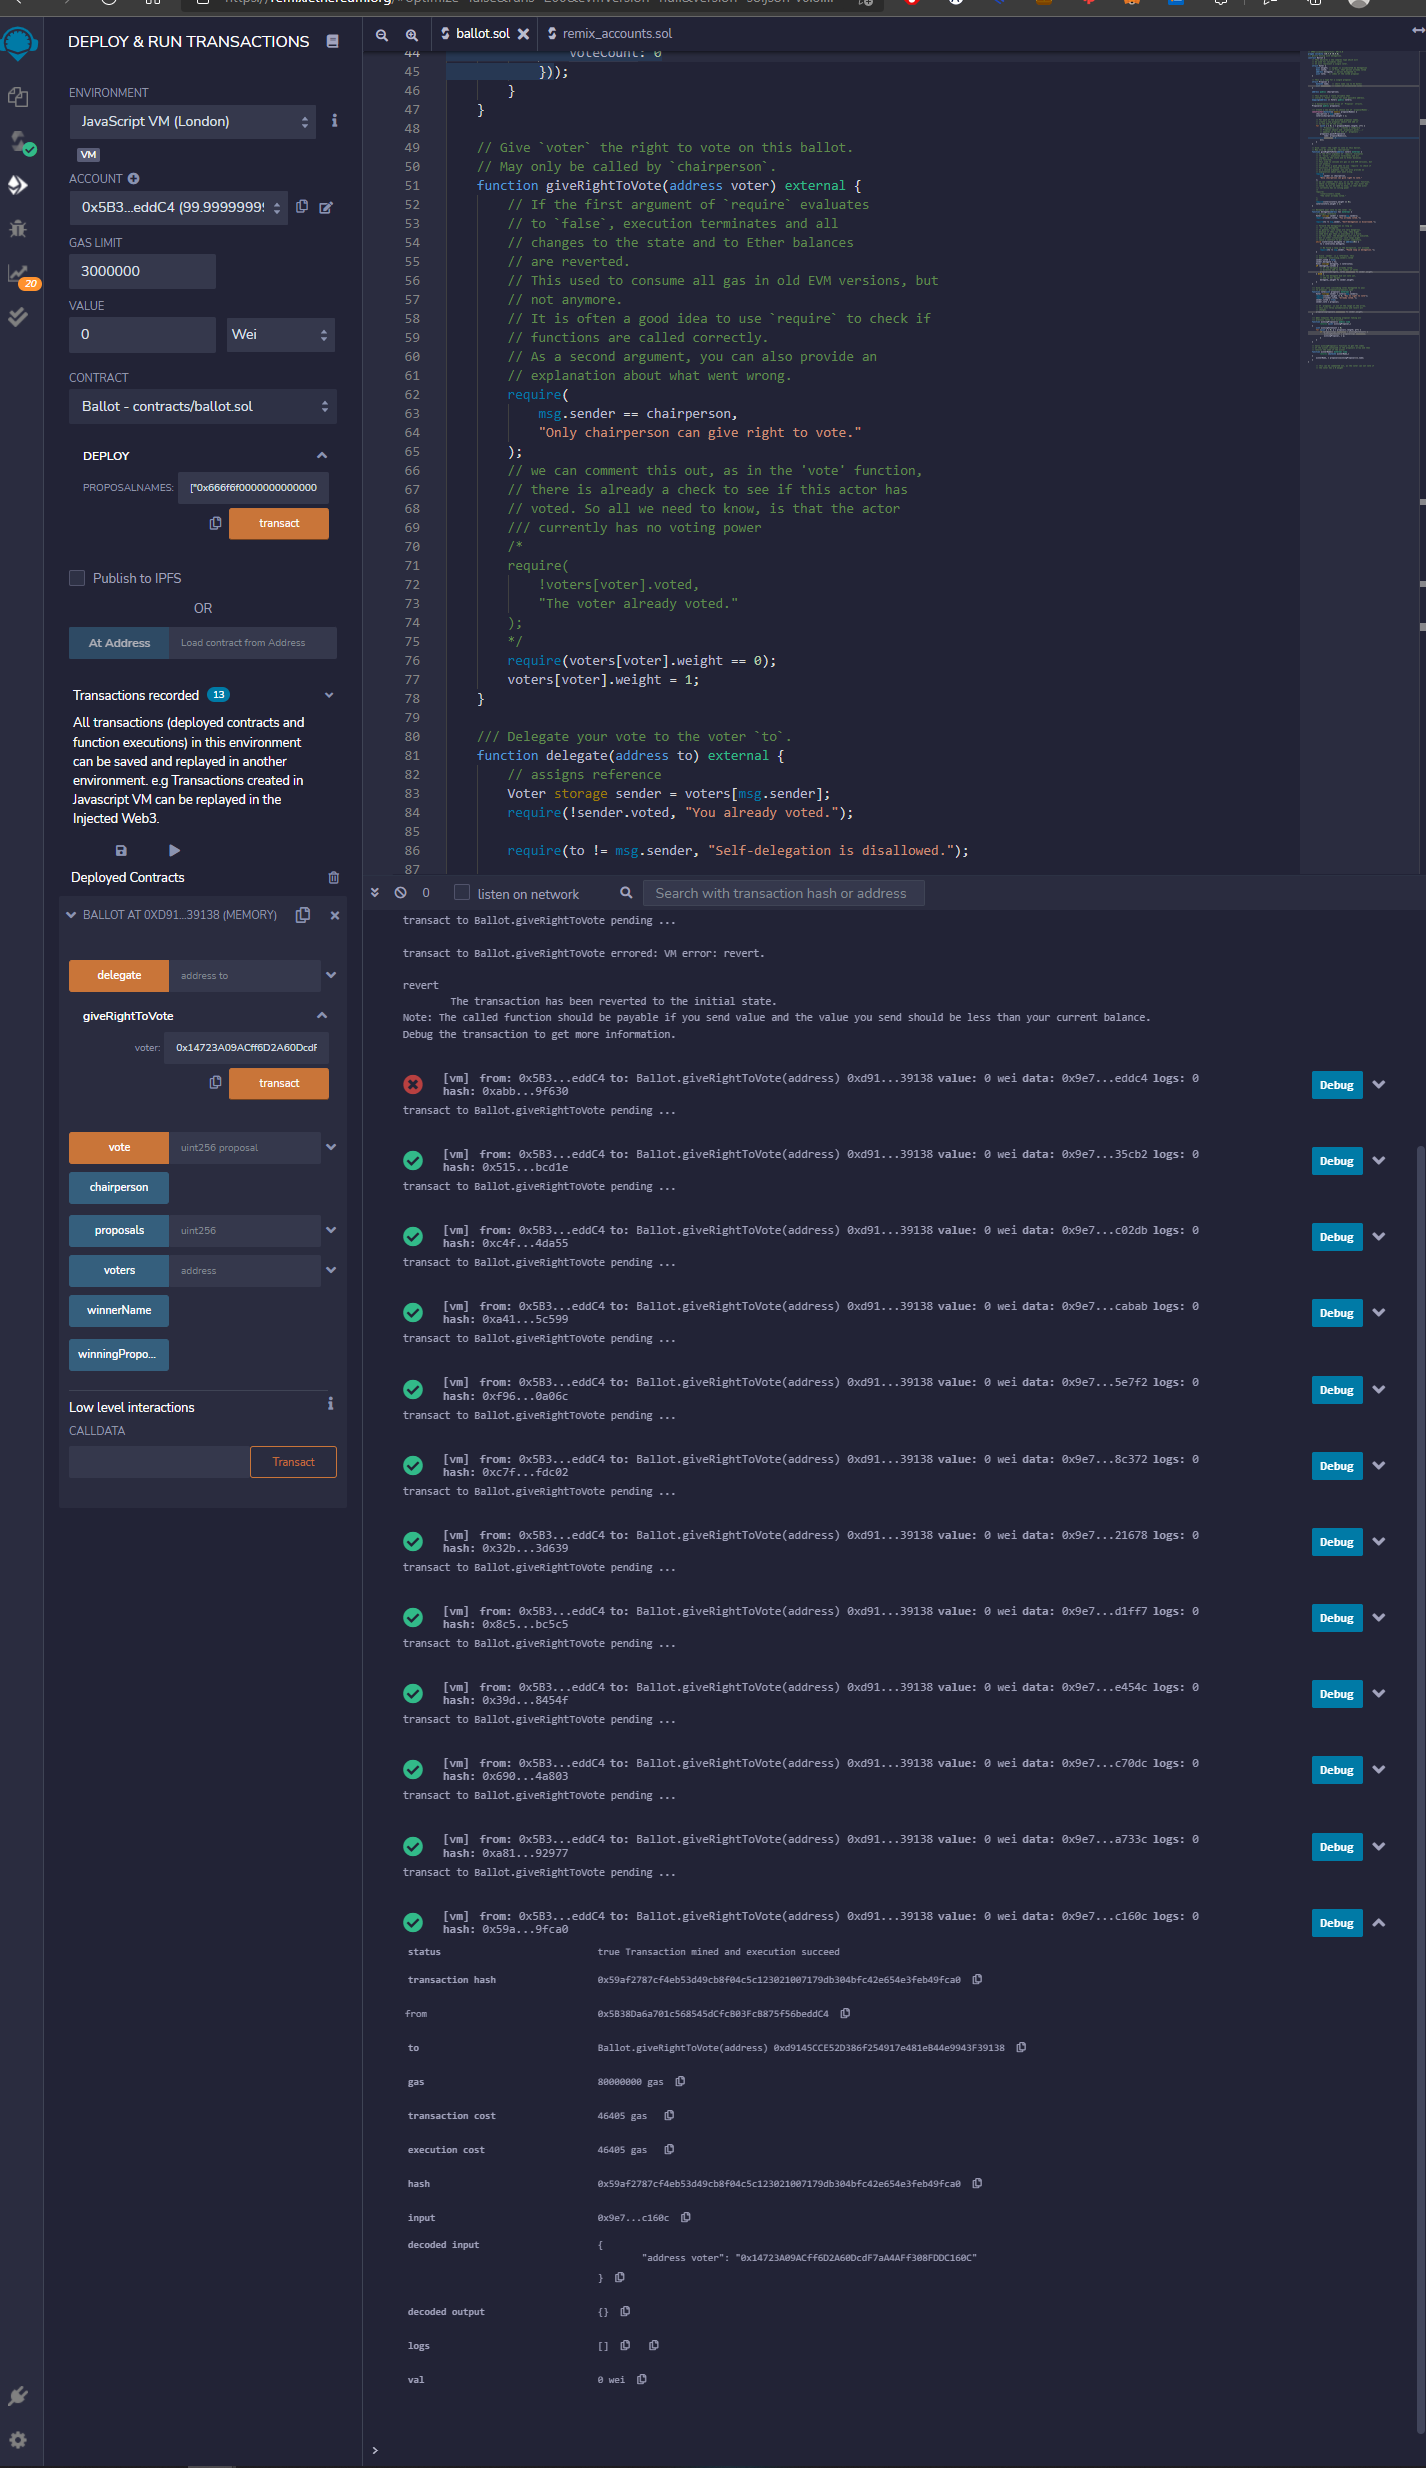 DEPLOY & RUN TRANSACTIONS
ENVIRONMENT
JavaScript VM (London)
VM
ACCOUNT
0x5B3...eddC4 (99.9999999
GAS LIMIT
3000000
VALUE
0
Wei
CONTRACT
Ballot - contracts/ballot.sol
DEPLOY
PROPOSALNAMES: ["0x666f6f0000000000000
transact
Publish to IPFS
OR
At Address
Load contract from Address
Transactions recorded 13
All transactions (deployed contracts and
function executions) in this environment
can be saved and replayed in another
environment. e.g Transactions created in
Javascript VM can be replayed in the
Injected Web3.
Deployed Contracts
BALLOT AT 0XD91...39138 (MEMORY)
delegate address to
giveRightToVote
voter: 0x14723A09ACff6D2A60DcdF
transact
vote uint256 proposal
chairperson
proposals uint256
voters address
winnerName
winningPropo...
Low level interactions
CALLDATA
Transact
20
ballot.sol
remix_accounts.sol
44 voteCount: 0
45 }));
46 }
47 }
48
49 // Give `voter` the right to vote on this ballot.
50 // May only be called by `chairperson`.
51 function giveRightToVote(address voter) external {
52 // If the first argument of `require` evaluates
53 // to `false`, execution terminates and all
54 // changes to the state and to Ether balances
55 // are reverted.
56 // This used to consume all gas in old EVM versions, but
57 // not anymore.
58 // It is often a good idea to use `require` to check if
59 // functions are called correctly.
60 // As a second argument, you can also provide an
61 // explanation about what went wrong.
62 require(
63 msg.sender == chairperson,
64 "Only chairperson can give right to vote."
65 );
66 // we can comment this out, as in the 'vote' function,
67 // there is already a check to see if this actor has
68 // voted. So all we need to know, is that the actor
69 /// currently has no voting power
70 /*
71 require(
72 !voters[voter].voted,
73 "The voter already voted."
74 );
75 */
76 require(voters[voter].weight == 0);
77 voters[voter].weight = 1;
78 }
79
80 /// Delegate your vote to the voter `to`.
81 function delegate(address to) external {
82 // assigns reference
83 Voter storage sender = voters[msg.sender];
84 require(!sender.voted, "You already voted.");
85
86 require(to != msg.sender, "Self-delegation is disallowed.");
87
0 listen on network Search with transaction hash or address
transact to Ballot.giveRightToVote pending ...
transact to Ballot.giveRightToVote errored: VM error: revert.
revert
The transaction has been reverted to the initial state.
Note: The called function should be payable if you send value and the value you send should be less than your current balance.
Debug the transaction to get more information.
[vm] from: 0x5B3...eddC4 to: Ballot.giveRightToVote(address) 0xd91...39138 value: 0 wei data: 0x9e7...eddc4 logs: 0 Debug
hash: 0xabb...9f630
transact to Ballot.giveRightToVote pending ...
[vm] from: 0x5B3...eddC4 to: Ballot.giveRightToVote(address) 0xd91...39138 value: 0 wei data: 0x9e7...35cb2 logs: 0 Debug
hash: 0x515...bcd1e
transact to Ballot.giveRightToVote pending ...
[vm] from: 0x5B3...eddC4 to: Ballot.giveRightToVote(address) 0xd91...39138 value: 0 wei data: 0x9e7...c02db logs: 0 Debug
hash: 0xc4f...4da55
transact to Ballot.giveRightToVote pending ...
[vm] from: 0x5B3...eddC4 to: Ballot.giveRightToVote(address) 0xd91...39138 value: 0 wei data: 0x9e7...cabab logs: 0 Debug
hash: 0xa41...5c599
transact to Ballot.giveRightToVote pending ...
[vm] from: 0x5B3...eddC4 to: Ballot.giveRightToVote(address) 0xd91...39138 value: 0 wei data: 0x9e7...5e7f2 logs: 0 Debug
hash: 0xf96...0a06c
transact to Ballot.giveRightToVote pending ...
[vm] from: 0x5B3...eddC4 to: Ballot.giveRightToVote(address) 0xd91...39138 value: 0 wei data: 0x9e7...8c372 logs: 0 Debug
hash: 0xc7f...fdc02
transact to Ballot.giveRightToVote pending ...
[vm] from: 0x5B3...eddC4 to: Ballot.giveRightToVote(address) 0xd91...39138 value: 0 wei data: 0x9e7...21678 logs: 0 Debug
hash: 0x32b...3d639
transact to Ballot.giveRightToVote pending ...
[vm] from: 0x5B3...eddC4 to: Ballot.giveRightToVote(address) 0xd91...39138 value: 0 wei data: 0x9e7...d1ff7 logs: 0 Debug
hash: 0x8c5...bc5c5
transact to Ballot.giveRightToVote pending ...
[vm] from: 0x5B3...eddC4 to: Ballot.giveRightToVote(address) 0xd91...39138 value: 0 wei data: 0x9e7...e454c logs: 0 Debug
hash: 0x39d...8454f
transact to Ballot.giveRightToVote pending ...
[vm] from: 0x5B3...eddC4 to: Ballot.giveRightToVote(address) 0xd91...39138 value: 0 wei data: 0x9e7...c70dc logs: 0 Debug
hash: 0x690...4a803
transact to Ballot.giveRightToVote pending ...
[vm] from: 0x5B3...eddC4 to: Ballot.giveRightToVote(address) 0xd91...39138 value: 0 wei data: 0x9e7...a733c logs: 0 Debug
hash: 0xa81...92977
transact to Ballot.giveRightToVote pending ...
[vm] from: 0x5B3...eddC4 to: Ballot.giveRightToVote(address) 0xd91...39138 value: 0 wei data: 0x9e7...c160c logs: 0 Debug
hash: 0x59a...9fca0
status true Transaction mined and execution succeed
transaction hash 0x59af2787cf4eb53d49cb8f04c5c123021007179db304bfc42e654e3feb49fca0
from 0x5B38Da6a701c568545dCfcB03FcB875f56beddC4
to Ballot.giveRightToVote(address) 0xd9145CCE52D386f254917e481eB44e9943F39138
gas 80000000 gas
transaction cost 46405 gas
execution cost 46405 gas
hash 0x59af2787cf4eb53d49cb8f04c5c123021007179db304bfc42e654e3feb49fca0
input 0x9e7...c160c
decoded input {
"address voter": "0x14723A09ACff6D2A60DcdF7aA4AFf308FDDC160C"
}
decoded output {}
logs []
val 0 wei
>